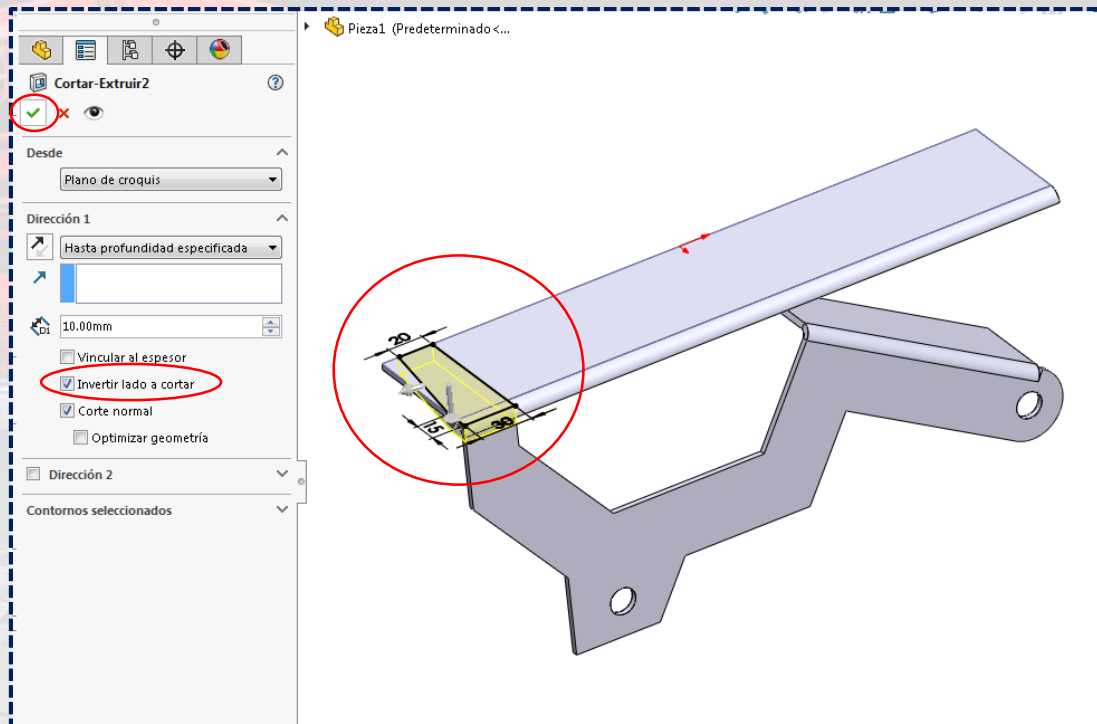 Pieza1 (Predeterminado<...
Cortar-Extruir2
Desde
Plano de croquis
Dirección 1
Hasta profundidad especificada
D1
10.00mm
Vincular al espesor
Invertir lado a cortar
Corte normal
Optimizar geometría
Dirección 2
Contornos seleccionados
20
15
30